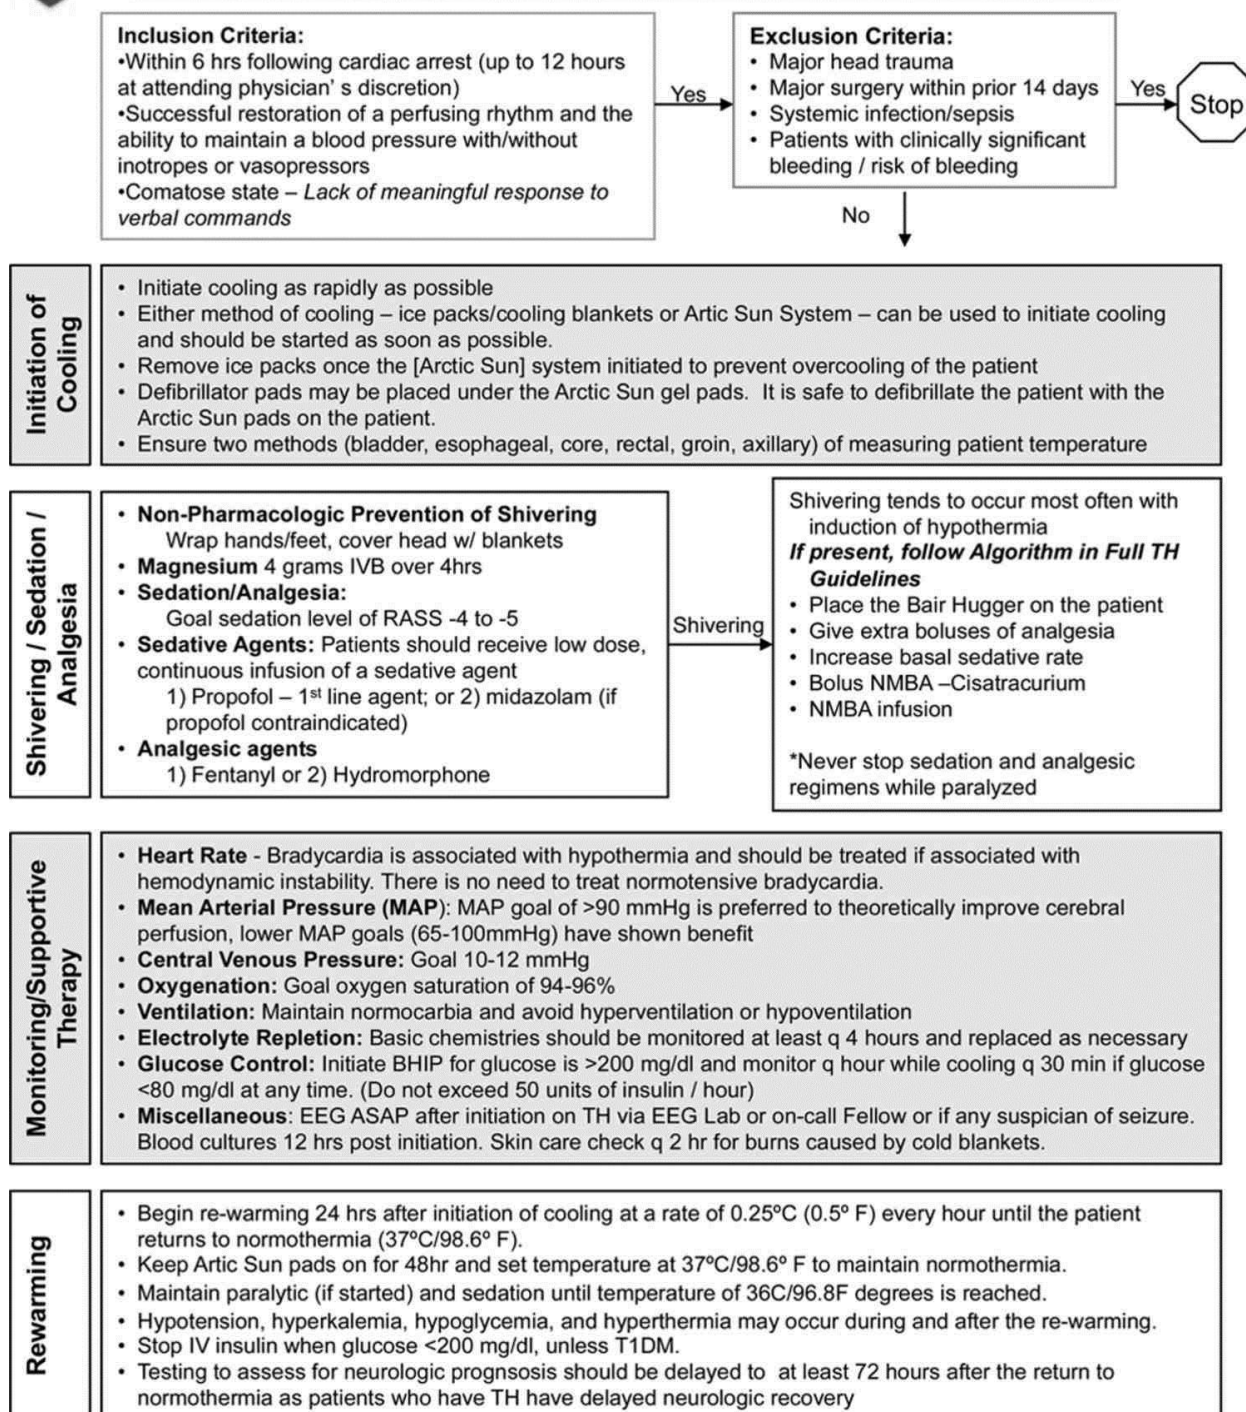 Inclusion Criteria:
•Within 6 hrs following cardiac arrest (up to 12 hours
at attending physician' s discretion)
•Successful restoration of a perfusing rhythm and the
ability to maintain a blood pressure with/without
inotropes or vasopressors
•Comatose state – Lack of meaningful response to
verbal commands
Yes
Exclusion Criteria:
• Major head trauma
• Major surgery within prior 14 days
• Systemic infection/sepsis
• Patients with clinically significant
bleeding / risk of bleeding
Yes
Stop
No
Initiation of
Cooling
• Initiate cooling as rapidly as possible
• Either method of cooling – ice packs/cooling blankets or Artic Sun System – can be used to initiate cooling
and should be started as soon as possible.
• Remove ice packs once the [Arctic Sun] system initiated to prevent overcooling of the patient
• Defibrillator pads may be placed under the Arctic Sun gel pads. It is safe to defibrillate the patient with the
Arctic Sun pads on the patient.
• Ensure two methods (bladder, esophageal, core, rectal, groin, axillary) of measuring patient temperature
Shivering / Sedation /
Analgesia
• Non-Pharmacologic Prevention of Shivering
Wrap hands/feet, cover head w/ blankets
• Magnesium 4 grams IVB over 4hrs
• Sedation/Analgesia:
Goal sedation level of RASS -4 to -5
• Sedative Agents: Patients should receive low dose,
continuous infusion of a sedative agent
1) Propofol – 1st line agent; or 2) midazolam (if
propofol contraindicated)
• Analgesic agents
1) Fentanyl or 2) Hydromorphone
Shivering
Shivering tends to occur most often with
induction of hypothermia
If present, follow Algorithm in Full TH
Guidelines
• Place the Bair Hugger on the patient
• Give extra boluses of analgesia
• Increase basal sedative rate
• Bolus NMBA –Cisatracurium
• NMBA infusion
*Never stop sedation and analgesic
regimens while paralyzed
Monitoring/Supportive
Therapy
• Heart Rate - Bradycardia is associated with hypothermia and should be treated if associated with
hemodynamic instability. There is no need to treat normotensive bradycardia.
• Mean Arterial Pressure (MAP): MAP goal of >90 mmHg is preferred to theoretically improve cerebral
perfusion, lower MAP goals (65-100mmHg) have shown benefit
• Central Venous Pressure: Goal 10-12 mmHg
• Oxygenation: Goal oxygen saturation of 94-96%
• Ventilation: Maintain normocarbia and avoid hyperventilation or hypoventilation
• Electrolyte Repletion: Basic chemistries should be monitored at least q 4 hours and replaced as necessary
• Glucose Control: Initiate BHIP for glucose is >200 mg/dl and monitor q hour while cooling q 30 min if glucose
<80 mg/dl at any time. (Do not exceed 50 units of insulin / hour)
• Miscellaneous: EEG ASAP after initiation on TH via EEG Lab or on-call Fellow or if any suspician of seizure.
Blood cultures 12 hrs post initiation. Skin care check q 2 hr for burns caused by cold blankets.
Rewarming
• Begin re-warming 24 hrs after initiation of cooling at a rate of 0.25ºC (0.5º F) every hour until the patient
returns to normothermia (37ºC/98.6º F).
• Keep Artic Sun pads on for 48hr and set temperature at 37ºC/98.6º F to maintain normothermia.
• Maintain paralytic (if started) and sedation until temperature of 36C/96.8F degrees is reached.
• Hypotension, hyperkalemia, hypoglycemia, and hyperthermia may occur during and after the re-warming.
• Stop IV insulin when glucose <200 mg/dl, unless T1DM.
• Testing to assess for neurologic prgnsosis should be delayed to at least 72 hours after the return to
normothermia as patients who have TH have delayed neurologic recovery